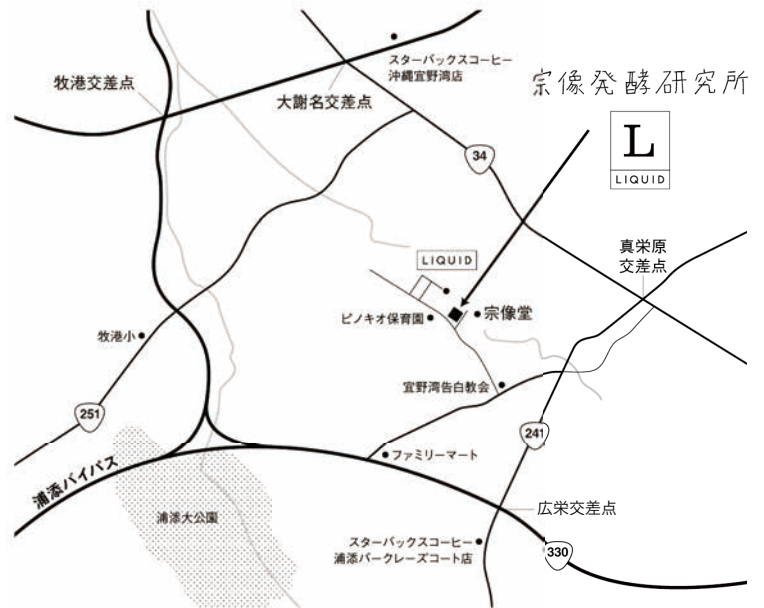 スターバックスコーヒー
沖縄宜野湾店
牧港交差点
大謝名交差点
宗像発酵研究所
L
LIQUID
34
真栄原
交差点
LIQUID
宗像堂
ピノキオ保育園
牧港小
宜野湾告白教会
251
241
ファミリーマート
浦添バイパス
広栄交差点
浦添大公園
スターバックスコーヒー
浦添パークレーズコート店
330